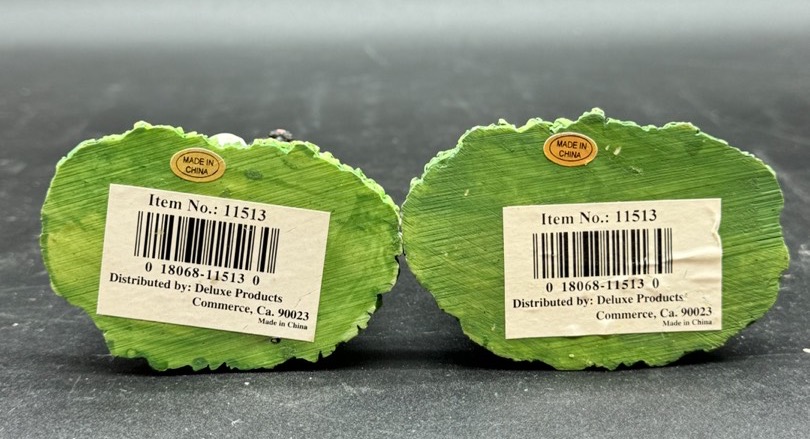 MADE IN
CHINA
Item No.: 11513
0 18068-11513 0
Distributed by: Deluxe Products
Commerce, Ca. 90023
Made in China
MADE IN
CHINA
Item No.: 11513
0 18068-11513 0
Distributed by: Deluxe Products
Commerce, Ca. 90023
Made in China